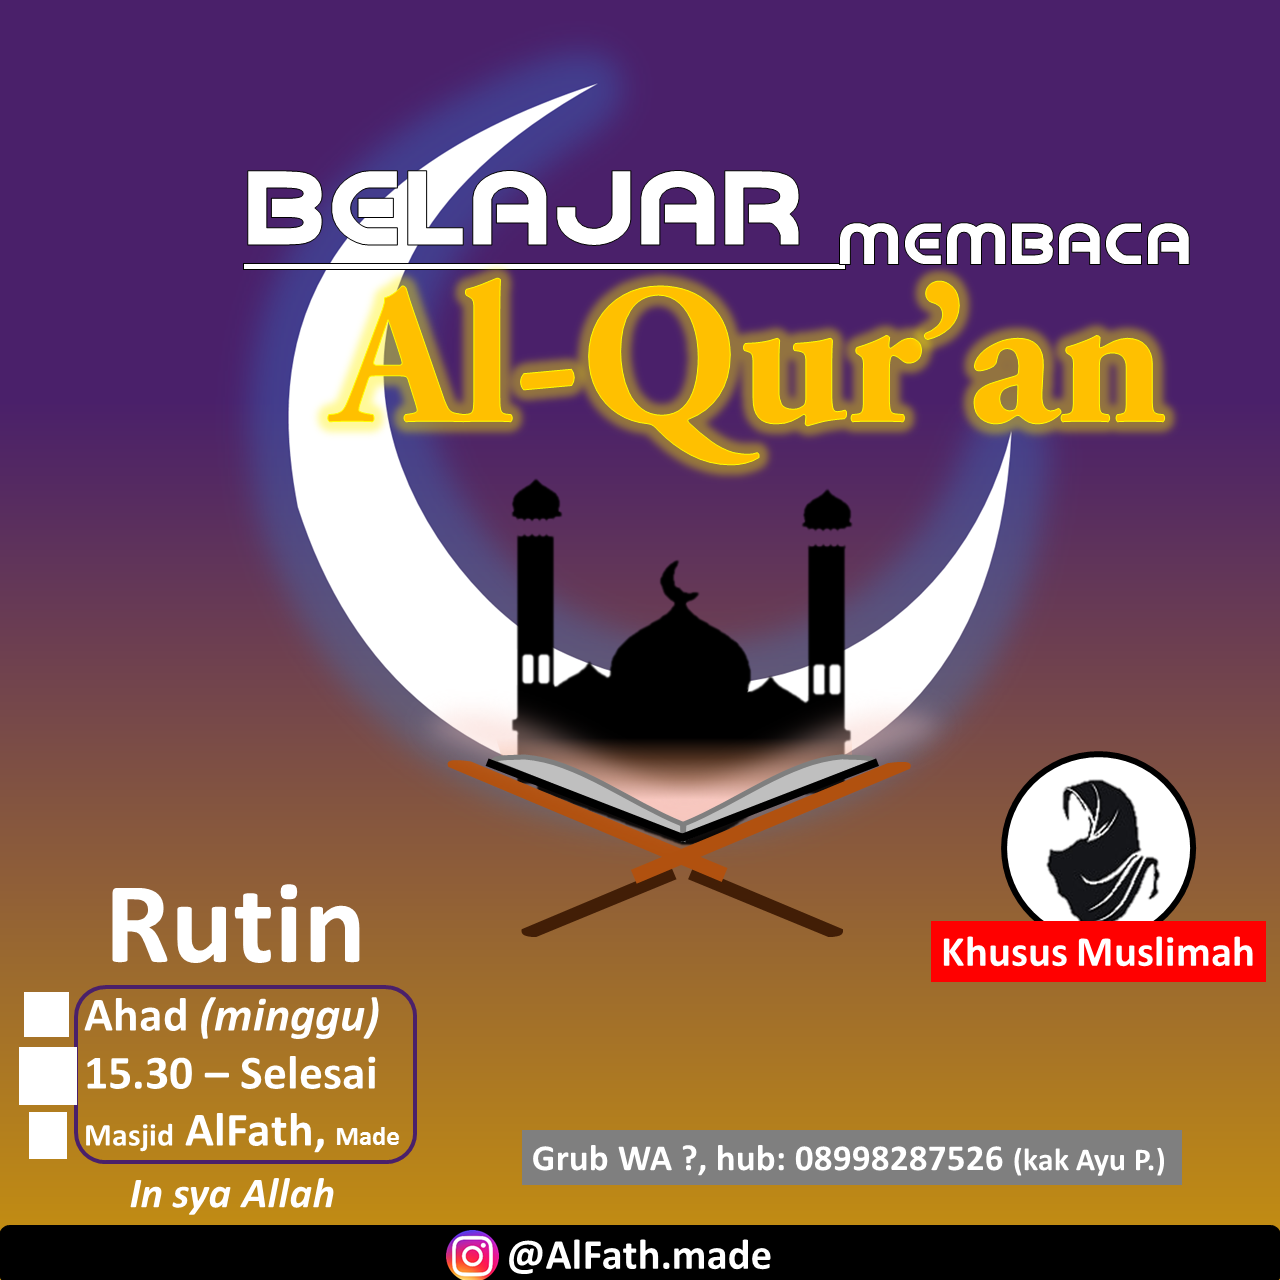 BELAJAR MEMBACA
Al-Qur’an
Khusus Muslimah
Rutin
Ahad (minggu)
15.30 – Selesai
Masjid AlFath, Made
In sya Allah
Grub WA ?, hub: 08998287526 (kak Ayu P.)
@AlFath.made